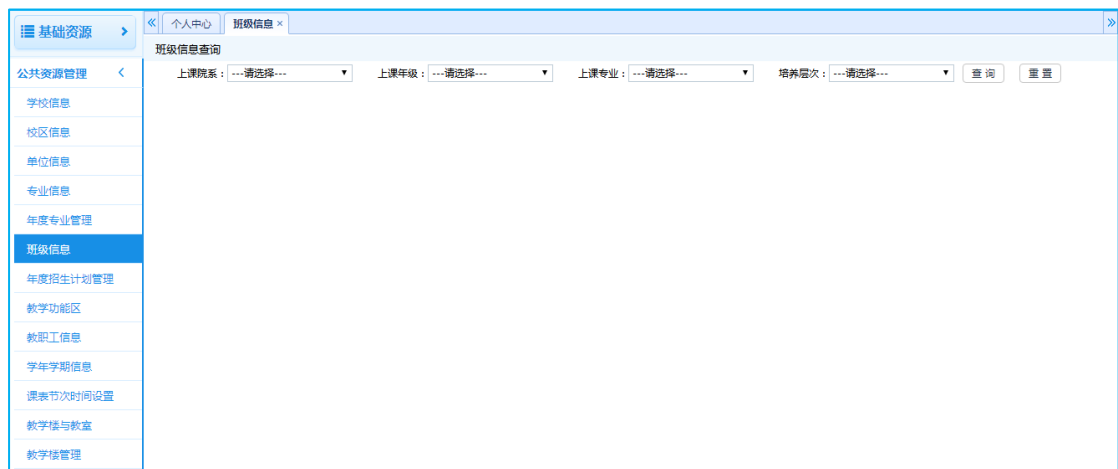 基础资源
个人中心 班级信息 ×
班级信息查询
上课院系：---请选择--- 上课年级：---请选择--- 上课专业：---请选择--- 培养层次：---请选择--- 查 询 重 置
公共资源管理
学校信息
校区信息
单位信息
专业信息
年度专业管理
班级信息
年度招生计划管理
教学功能区
教职工信息
学年学期信息
课表节次时间设置
教学楼与教室
教学楼管理